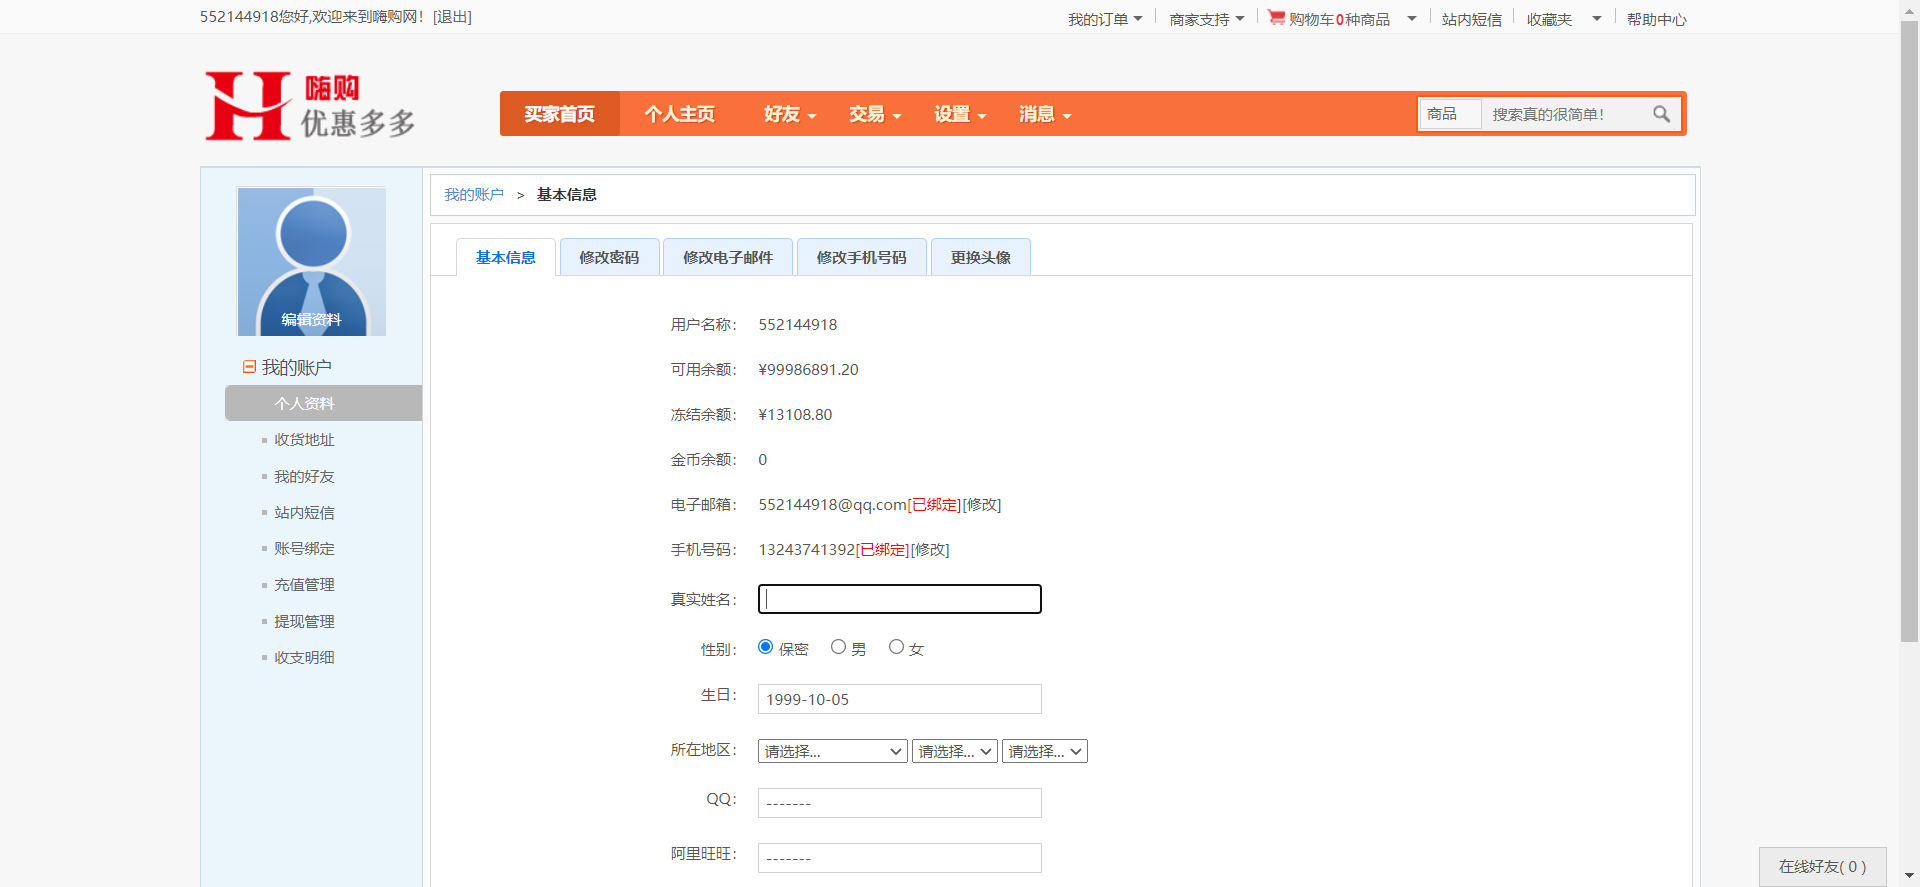 552144918您好,欢迎来到嗨购网！[退出]
我的订单 商家支持 购物车0种商品 站内短信 收藏夹 帮助中心
嗨购
优惠多多
买家首页 个人主页 好友 交易 设置 消息 商品 搜索真的很简单！
我的账户 > 基本信息
基本信息 修改密码 修改电子邮件 修改手机号码 更换头像
编辑资料
我的账户
个人资料
收货地址
我的好友
站内短信
账号绑定
充值管理
提现管理
收支明细
用户名称： 552144918
可用余额： ¥99986891.20
冻结余额： ¥13108.80
金币余额： 0
电子邮箱： 552144918@qq.com[已绑定][修改]
手机号码： 13243741392[已绑定][修改]
真实姓名：
性别： 保密 男 女
生日： 1999-10-05
所在地区： 请选择... 请选择... 请选择...
QQ： -------
阿里旺旺： -------
在线好友( 0 )